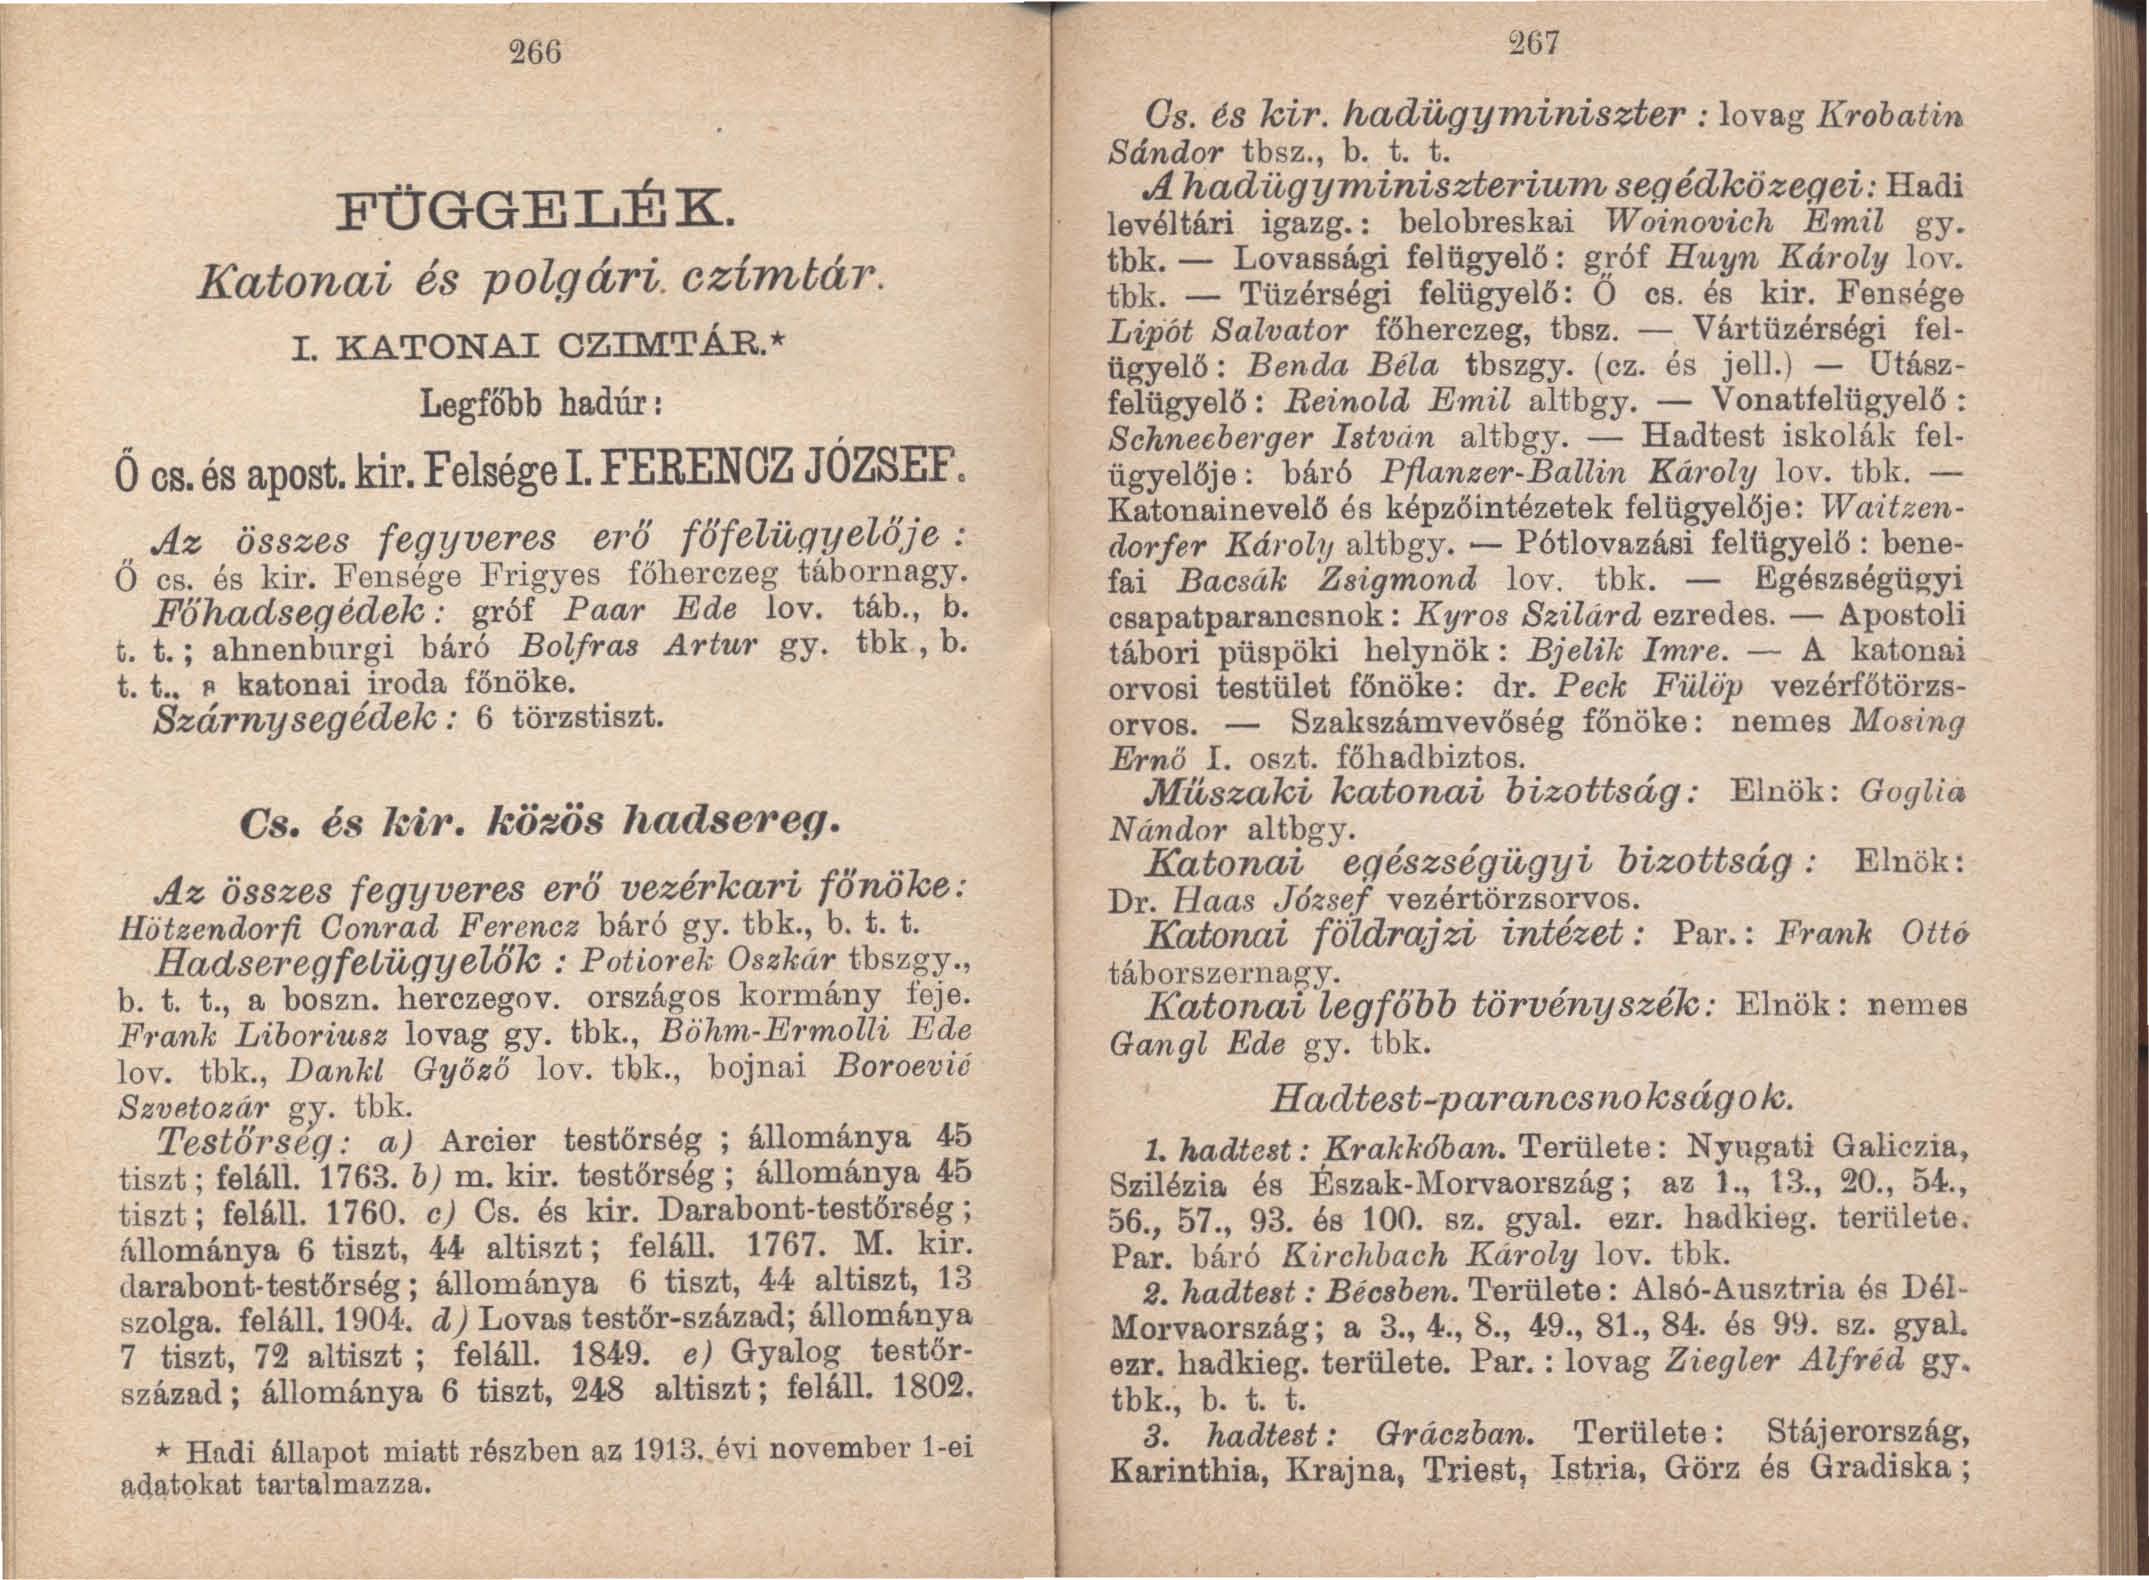 266
FÜGGELÉK.
Katonai és polgári czímtár.
I. KATONAI CZIMTÁR.*
Legfőbb hadúr:
Ő cs. és apost. kir. Felsége I. FERENCZ JÓZSEF.
Az összes fegyveres erő főfelügyelője :
Ő cs. és kir. Fensége Frigyes főherczeg tábornagy.
Főhadsegédek : gróf Paar Ede lov. táb., b.
t. t. ; ahnenburgi báró Bolfras Artur gy. tbk , b.
t. t.. a katonai iroda főnöke.
Szárnysegédek : 6 törzstiszt.
Cs. és kir. közös hadsereg.
Az összes fegyveres erő vezérkari főnöke :
Hötzendorfi Conrad Ferencz báró gy. tbk., b. t. t.
Hadseregfelügyelők : Potiorek Oszkár tbszgy.,
b. t. t., a boszn. herczegov. országos kormány feje.
Frank Liboriusz lovag gy. tbk., Böhm-Ermolli Ede
lov. tbk., Dankl Győző lov. tbk., bojnai Boroević
Szvetozár gy. tbk.
Testőrség : a) Arcier testőrség ; állománya 45
tiszt ; feláll. 1763. b) m. kir. testőrség ; állománya 45
tiszt ; feláll. 1760. c) Cs. és kir. Darabont-testőrség ;
állománya 6 tiszt, 44 altiszt ; feláll. 1767. M. kir.
darabont-testőrség ; állománya 6 tiszt, 44 altiszt, 13
szolga. feláll. 1904. d) Lovas testőr-század; állománya
7 tiszt, 72 altiszt ; feláll. 1849. e) Gyalog testőr-
század ; állománya 6 tiszt, 248 altiszt ; feláll. 1802.
* Hadi állapot miatt részben az 1913. évi november 1-ei
adatokat tartalmazza.
267
Cs. és kir. hadügyminiszter : lovag Krobatin
Sándor tbsz., b. t. t.
A hadügyminiszterium segédközegei : Hadi
levéltári igazg. : belobreskai Woinovich Emil gy.
tbk. — Lovassági felügyelő : gróf Huyn Károly lov.
tbk. — Tüzérségi felügyelő: Ő cs. és kir. Fensége
Lipót Salvator főherczeg, tbsz. — Vártüzérségi fel-
ügyelő : Benda Béla tbszgy. (cz. és jell.) — Utász-
felügyelő : Reinold Emil altbgy. — Vonatfelügyelő :
Schneeberger István altbgy. — Hadtest iskolák fel-
ügyelője : báró Pflanzer-Ballin Károly lov. tbk. —
Katonainevelő és képzőintézetek felügyelője: Waitzen-
dorfer Károly altbgy. — Pótlovazási felügyelő : bene-
fai Bacsák Zsigmond lov. tbk. — Egészségügyi
csapatparancsnok : Kyros Szilárd ezredes. — Apostoli
tábori püspöki helynök : Bjelik Imre. — A katonai
orvosi testület főnöke: dr. Peck Fülöp vezérfőtörzs-
orvos. — Szakszámvevőség főnöke : nemes Mosing
Ernő I. oszt. főhadbiztos.
Műszaki katonai bizottság : Elnök: Goglia
Nándor altbgy.
Katonai egészségügyi bizottság : Elnök:
Dr. Haas József vezértörzsorvos.
Katonai földrajzi intézet : Par. : Frank Ottó
táborszernagy.
Katonai legfőbb törvényszék : Elnök : nemes
Gangl Ede gy. tbk.
Hadtest-parancsnokságok.
1. hadtest : Krakkóban. Területe : Nyugati Galiczia,
Szilézia és Észak-Morvaország ; az 1., 13., 20., 54.,
56., 57., 93. és 100. sz. gyal. ezr. hadkieg. területe.
Par. báró Kirchbach Károly lov. tbk.
2. hadtest : Bécsben. Területe : Alsó-Ausztria és Dél-
Morvaország ; a 3., 4., 8., 49., 81., 84. és 99. sz. gyal.
ezr. hadkieg. területe. Par. : lovag Ziegler Alfréd gy.
tbk., b. t. t.
3. hadtest : Gráczban. Területe : Stájerország,
Karinthia, Krajna, Triest, Istria, Görz és Gradiska ;